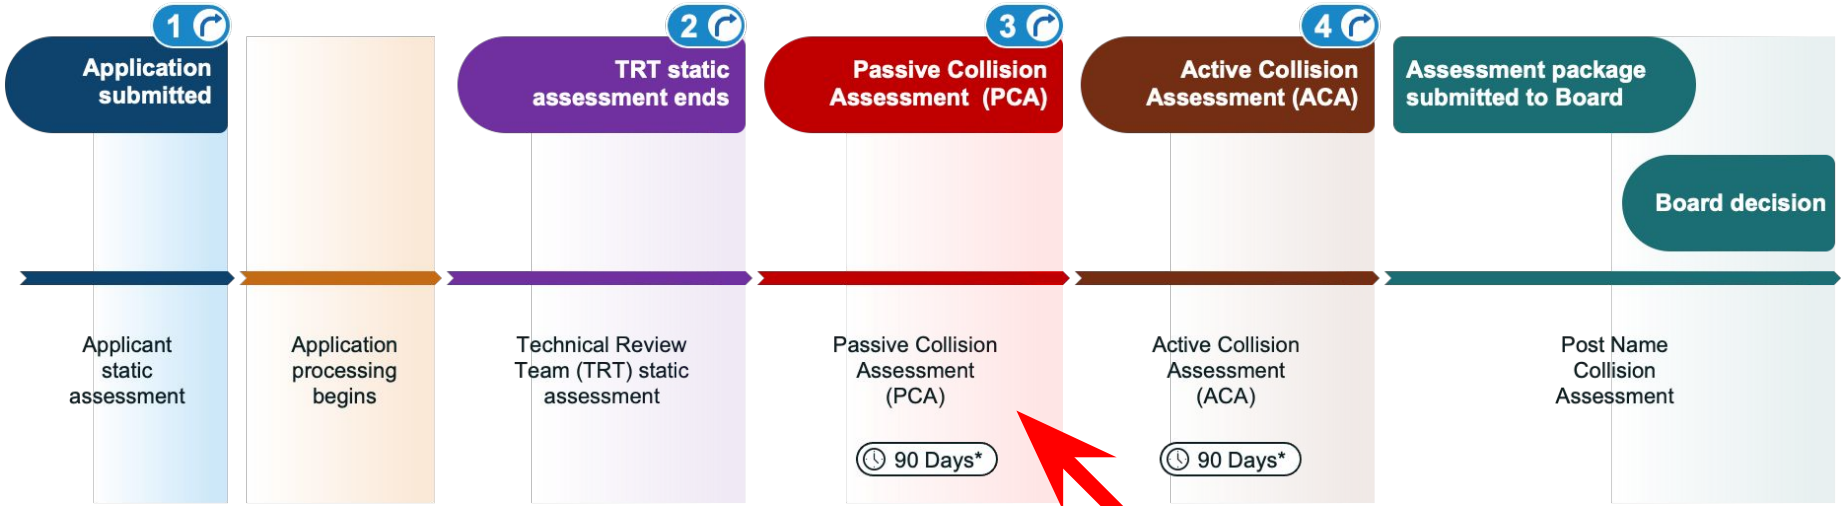 1
2
3
4
Application
submitted
TRT static
assessment ends
Passive Collision
Assessment (PCA)
Active Collision
Assessment (ACA)
Assessment package
submitted to Board
Board decision
Applicant
static
assessment
Application
processing
begins
Technical Review
Team (TRT) static
assessment
Passive Collision
Assessment
(PCA)
90 Days*
Active Collision
Assessment
(ACA)
90 Days*
Post Name
Collision
Assessment